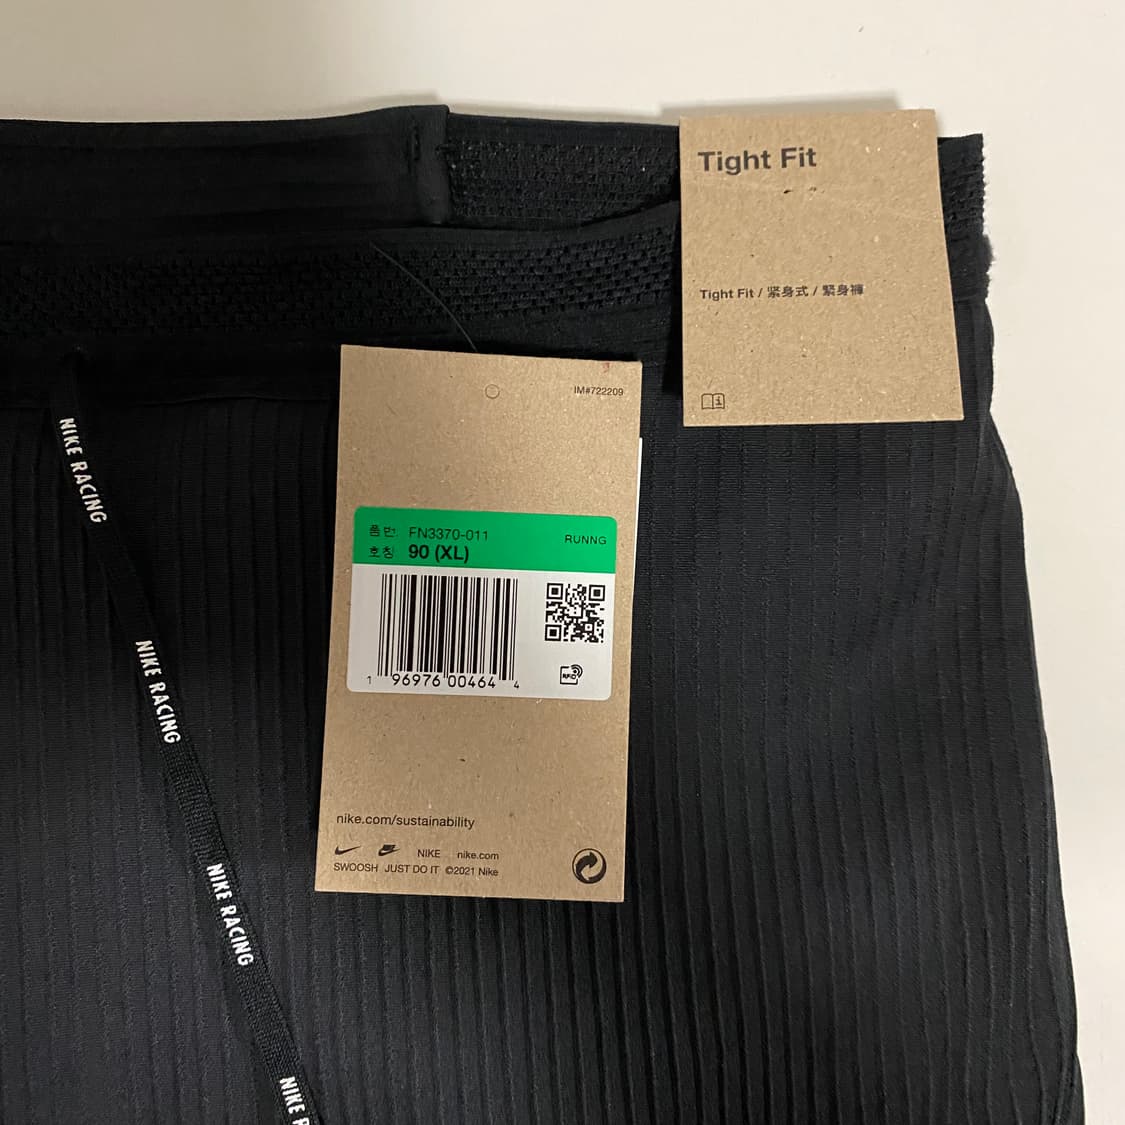 Tight Fit
Tight Fit / 紧身式 / 緊身褲
IM#722209
품번 FN3370-011
호칭 90 (XL)
RUNNG
1 96976 00464 4
RFID
nike.com/sustainability
NIKE nike.com
SWOOSH JUST DO IT ©2021 Nike
NIKE RACING
NIKE RACING
NIKE RACING
NIKE R